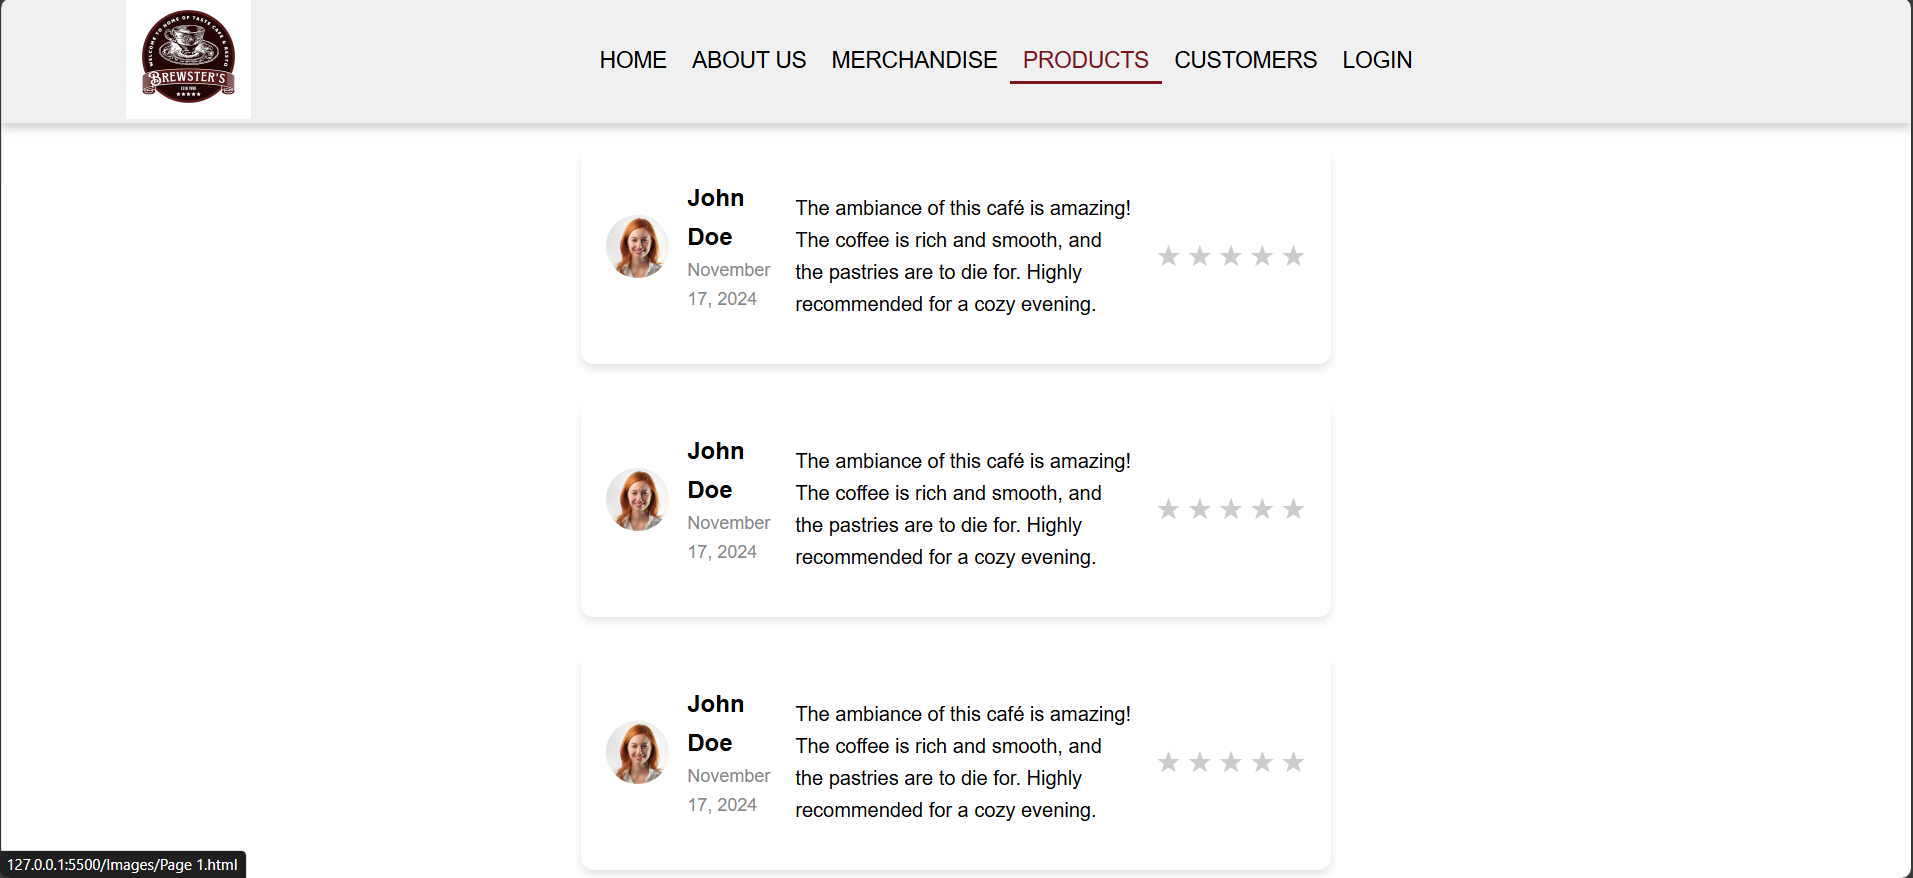 WELCOME TO HOME OF TASTE CAFE & RESTO
BREWSTER'S
★★★★★
HOME ABOUT US MERCHANDISE PRODUCTS CUSTOMERS LOGIN
John
Doe
November
17, 2024
The ambiance of this café is amazing!
The coffee is rich and smooth, and
the pastries are to die for. Highly
recommended for a cozy evening.
★ ★ ★ ★ ★
John
Doe
November
17, 2024
The ambiance of this café is amazing!
The coffee is rich and smooth, and
the pastries are to die for. Highly
recommended for a cozy evening.
★ ★ ★ ★ ★
John
Doe
November
17, 2024
The ambiance of this café is amazing!
The coffee is rich and smooth, and
the pastries are to die for. Highly
recommended for a cozy evening.
★ ★ ★ ★ ★
127.0.0.1:5500/Images/Page 1.html